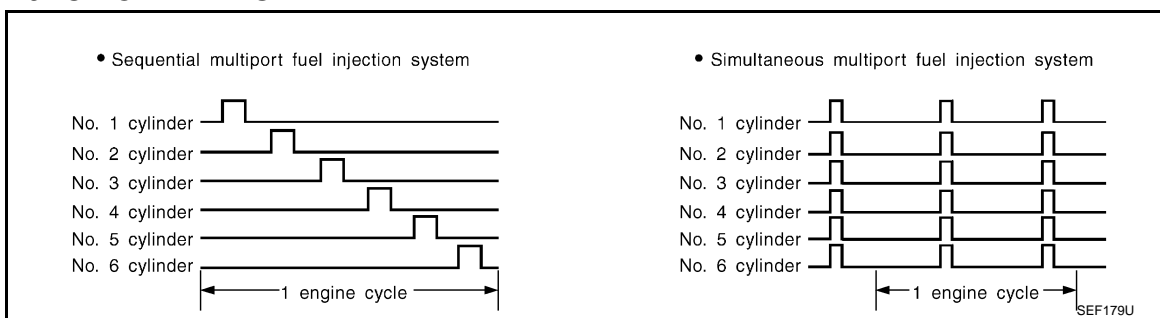 • Sequential multiport fuel injection system
No. 1 cylinder
No. 2 cylinder
No. 3 cylinder
No. 4 cylinder
No. 5 cylinder
No. 6 cylinder
1 engine cycle
• Simultaneous multiport fuel injection system
No. 1 cylinder
No. 2 cylinder
No. 3 cylinder
No. 4 cylinder
No. 5 cylinder
No. 6 cylinder
1 engine cycle
SEF179U